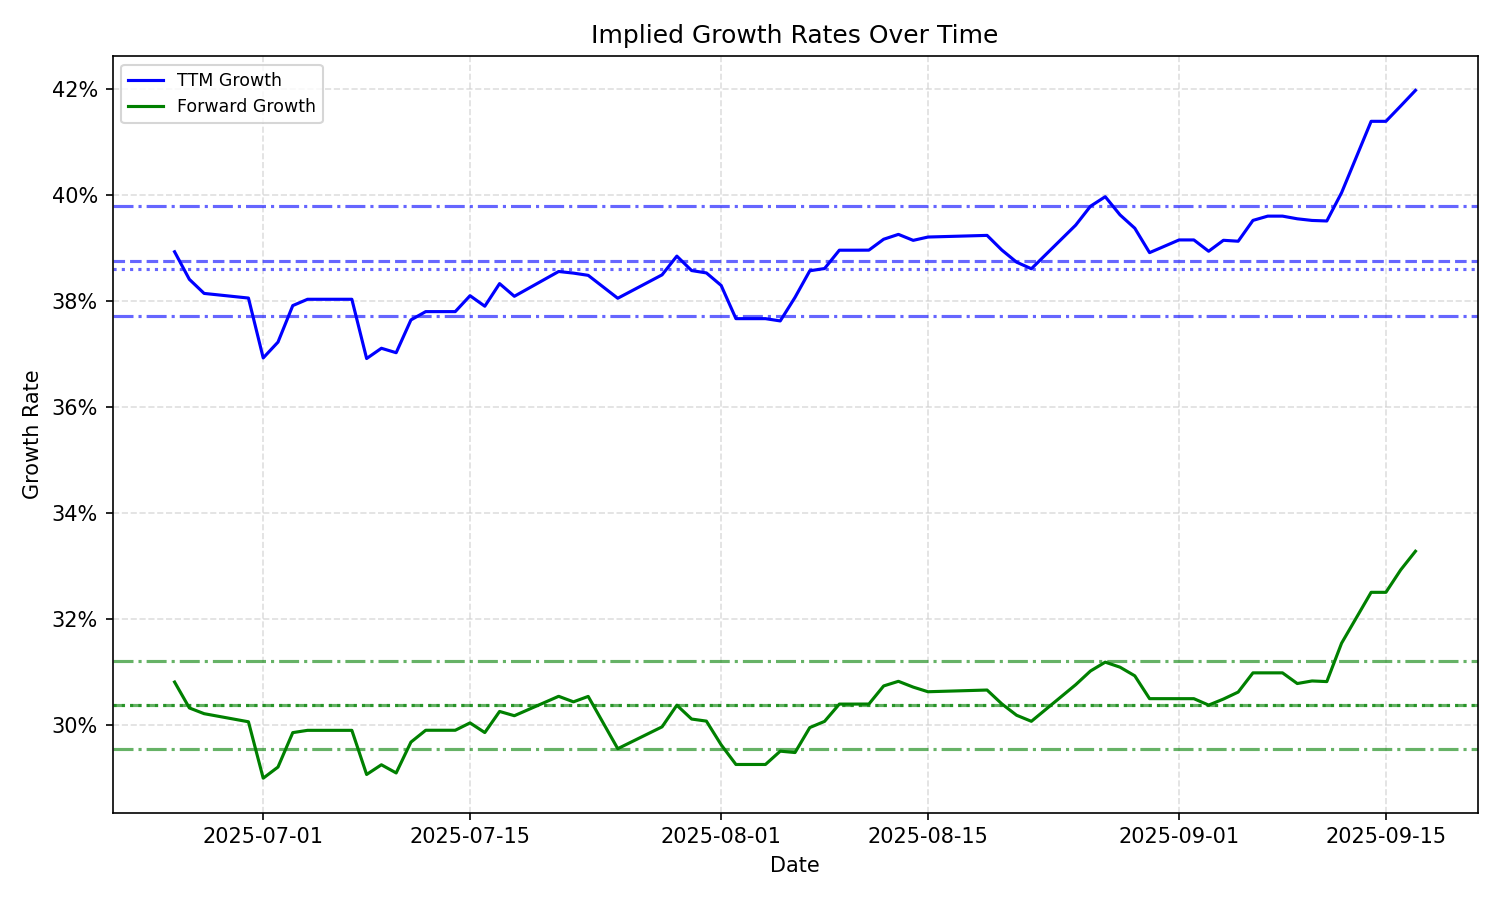 Implied Growth Rates Over Time
TTM Growth
Forward Growth
42%
40%
38%
36%
34%
32%
30%
Growth Rate
2025-07-01
2025-07-15
2025-08-01
2025-08-15
2025-09-01
2025-09-15
Date